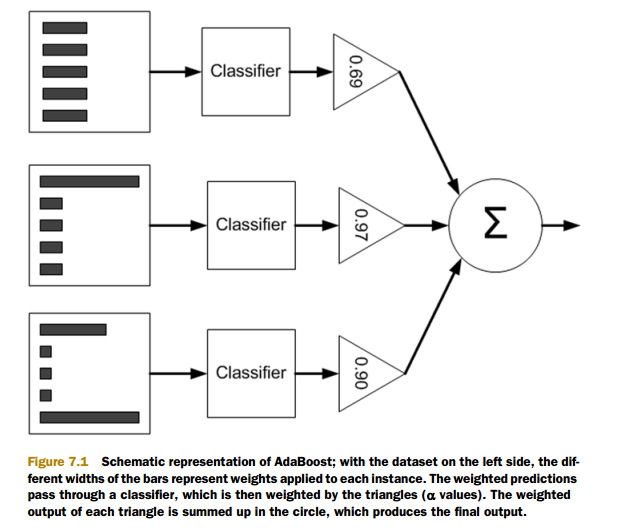 Classifier
0.69
Classifier
0.97
Σ
Classifier
0.90
Figure 7.1 Schematic representation of AdaBoost; with the dataset on the left side, the dif-
ferent widths of the bars represent weights applied to each instance. The weighted predictions
pass through a classifier, which is then weighted by the triangles (α values). The weighted
output of each triangle is summed up in the circle, which produces the final output.